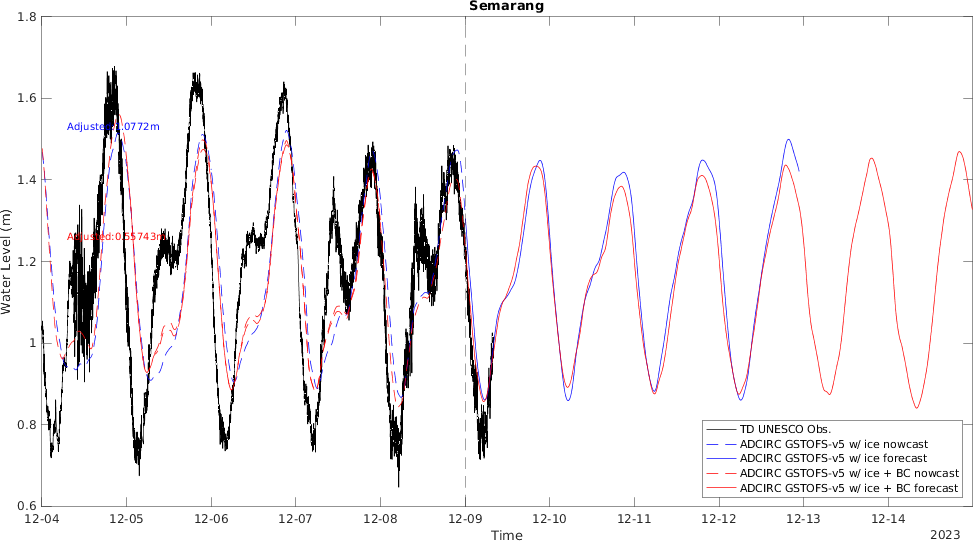 Semarang
1.8
1.6
1.4
1.2
1
0.8
0.6
Water Level (m)
Adjusted:0.55743m
12-04
12-05
12-06
12-07
12-08
12-09
12-10
12-11
12-12
12-13
12-14
Time
2023
TD UNESCO Obs.
ADCIRC GSTOFS-v5 w/ ice nowcast
ADCIRC GSTOFS-v5 w/ ice forecast
ADCIRC GSTOFS-v5 w/ ice + BC nowcast
ADCIRC GSTOFS-v5 w/ ice + BC forecast